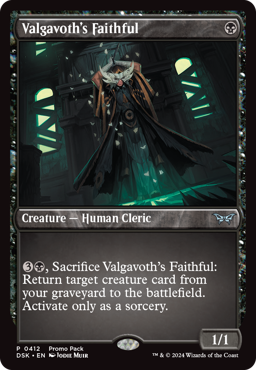 Valgavoth's Faithful
Creature — Human Cleric
3, Sacrifice Valgavoth's Faithful:
Return target creature card from
your graveyard to the battlefield.
Activate only as a sorcery.
1/1
P 0412 Promo Pack
DSK • EN Jodie Muir
™ & © 2024 Wizards of the Coast